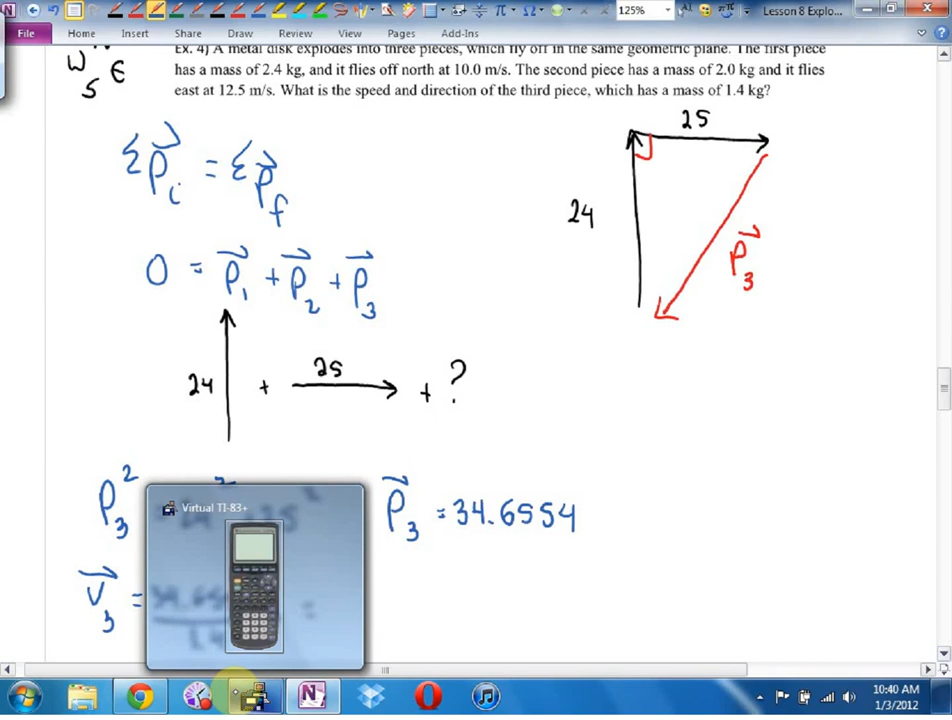 125%
Lesson 8 Explo...
File Home Insert Share Draw Review View Pages Add-Ins
Ex. 4) A metal disk explodes into three pieces, which fly off in the same geometric plane. The first piece
has a mass of 2.4 kg, and it flies off north at 10.0 m/s. The second piece has a mass of 2.0 kg and it flies
east at 12.5 m/s. What is the speed and direction of the third piece, which has a mass of 1.4 kg?
W E
S
25
Σp⃗i = Σp⃗f
24
p⃗3
0 = p⃗1 + p⃗2 + p⃗3
24 + 25 + ?
p3² 
p⃗3 = 34.6554
Virtual TI-83+
v⃗3 =
10:40 AM
1/3/2012